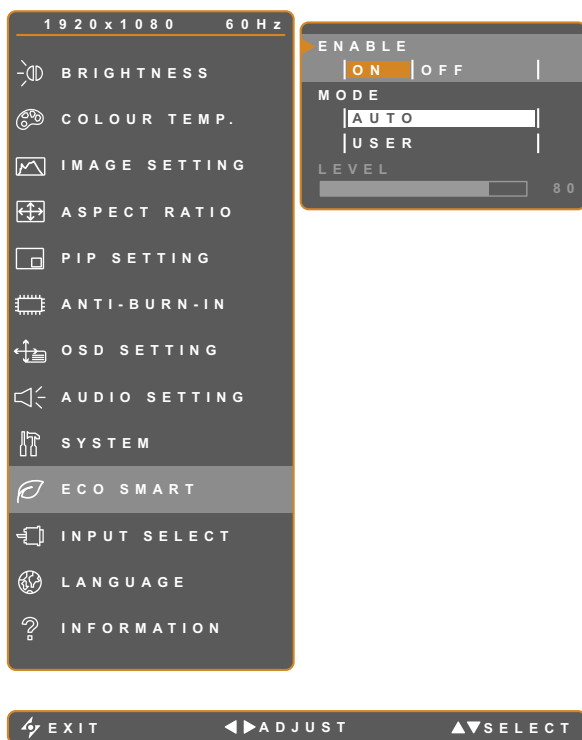 1920x1080 60Hz
BRIGHTNESS
COLOUR TEMP.
IMAGE SETTING
ASPECT RATIO
PIP SETTING
ANTI-BURN-IN
OSD SETTING
AUDIO SETTING
SYSTEM
ECO SMART
INPUT SELECT
LANGUAGE
INFORMATION
ENABLE
ON OFF
MODE
AUTO
USER
LEVEL
80
EXIT ADJUST SELECT